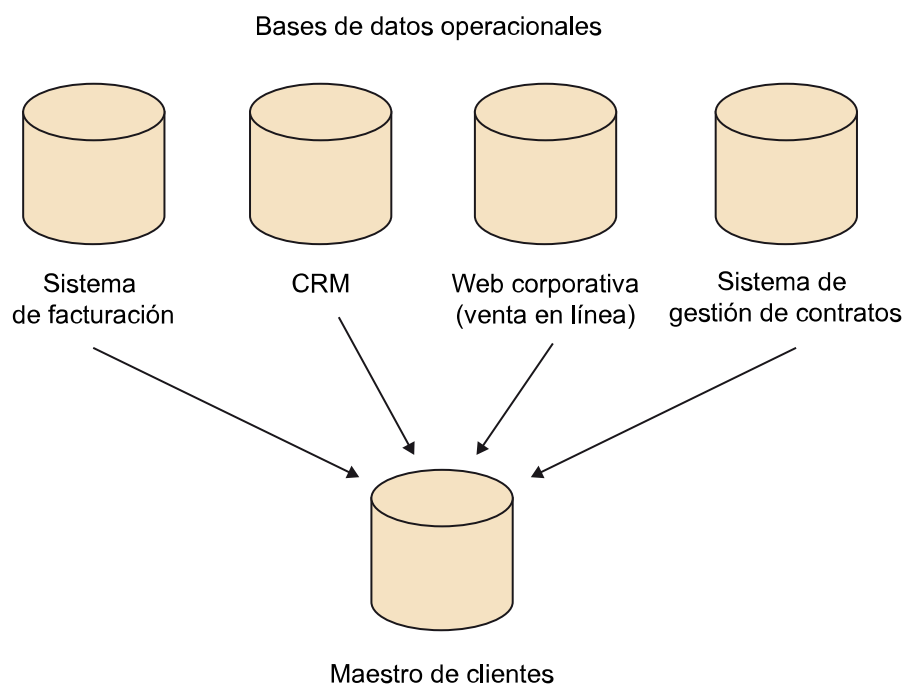 Bases de datos operacionales
Sistema
de facturación
CRM
Web corporativa
(venta en línea)
Sistema de
gestión de contratos
Maestro de clientes